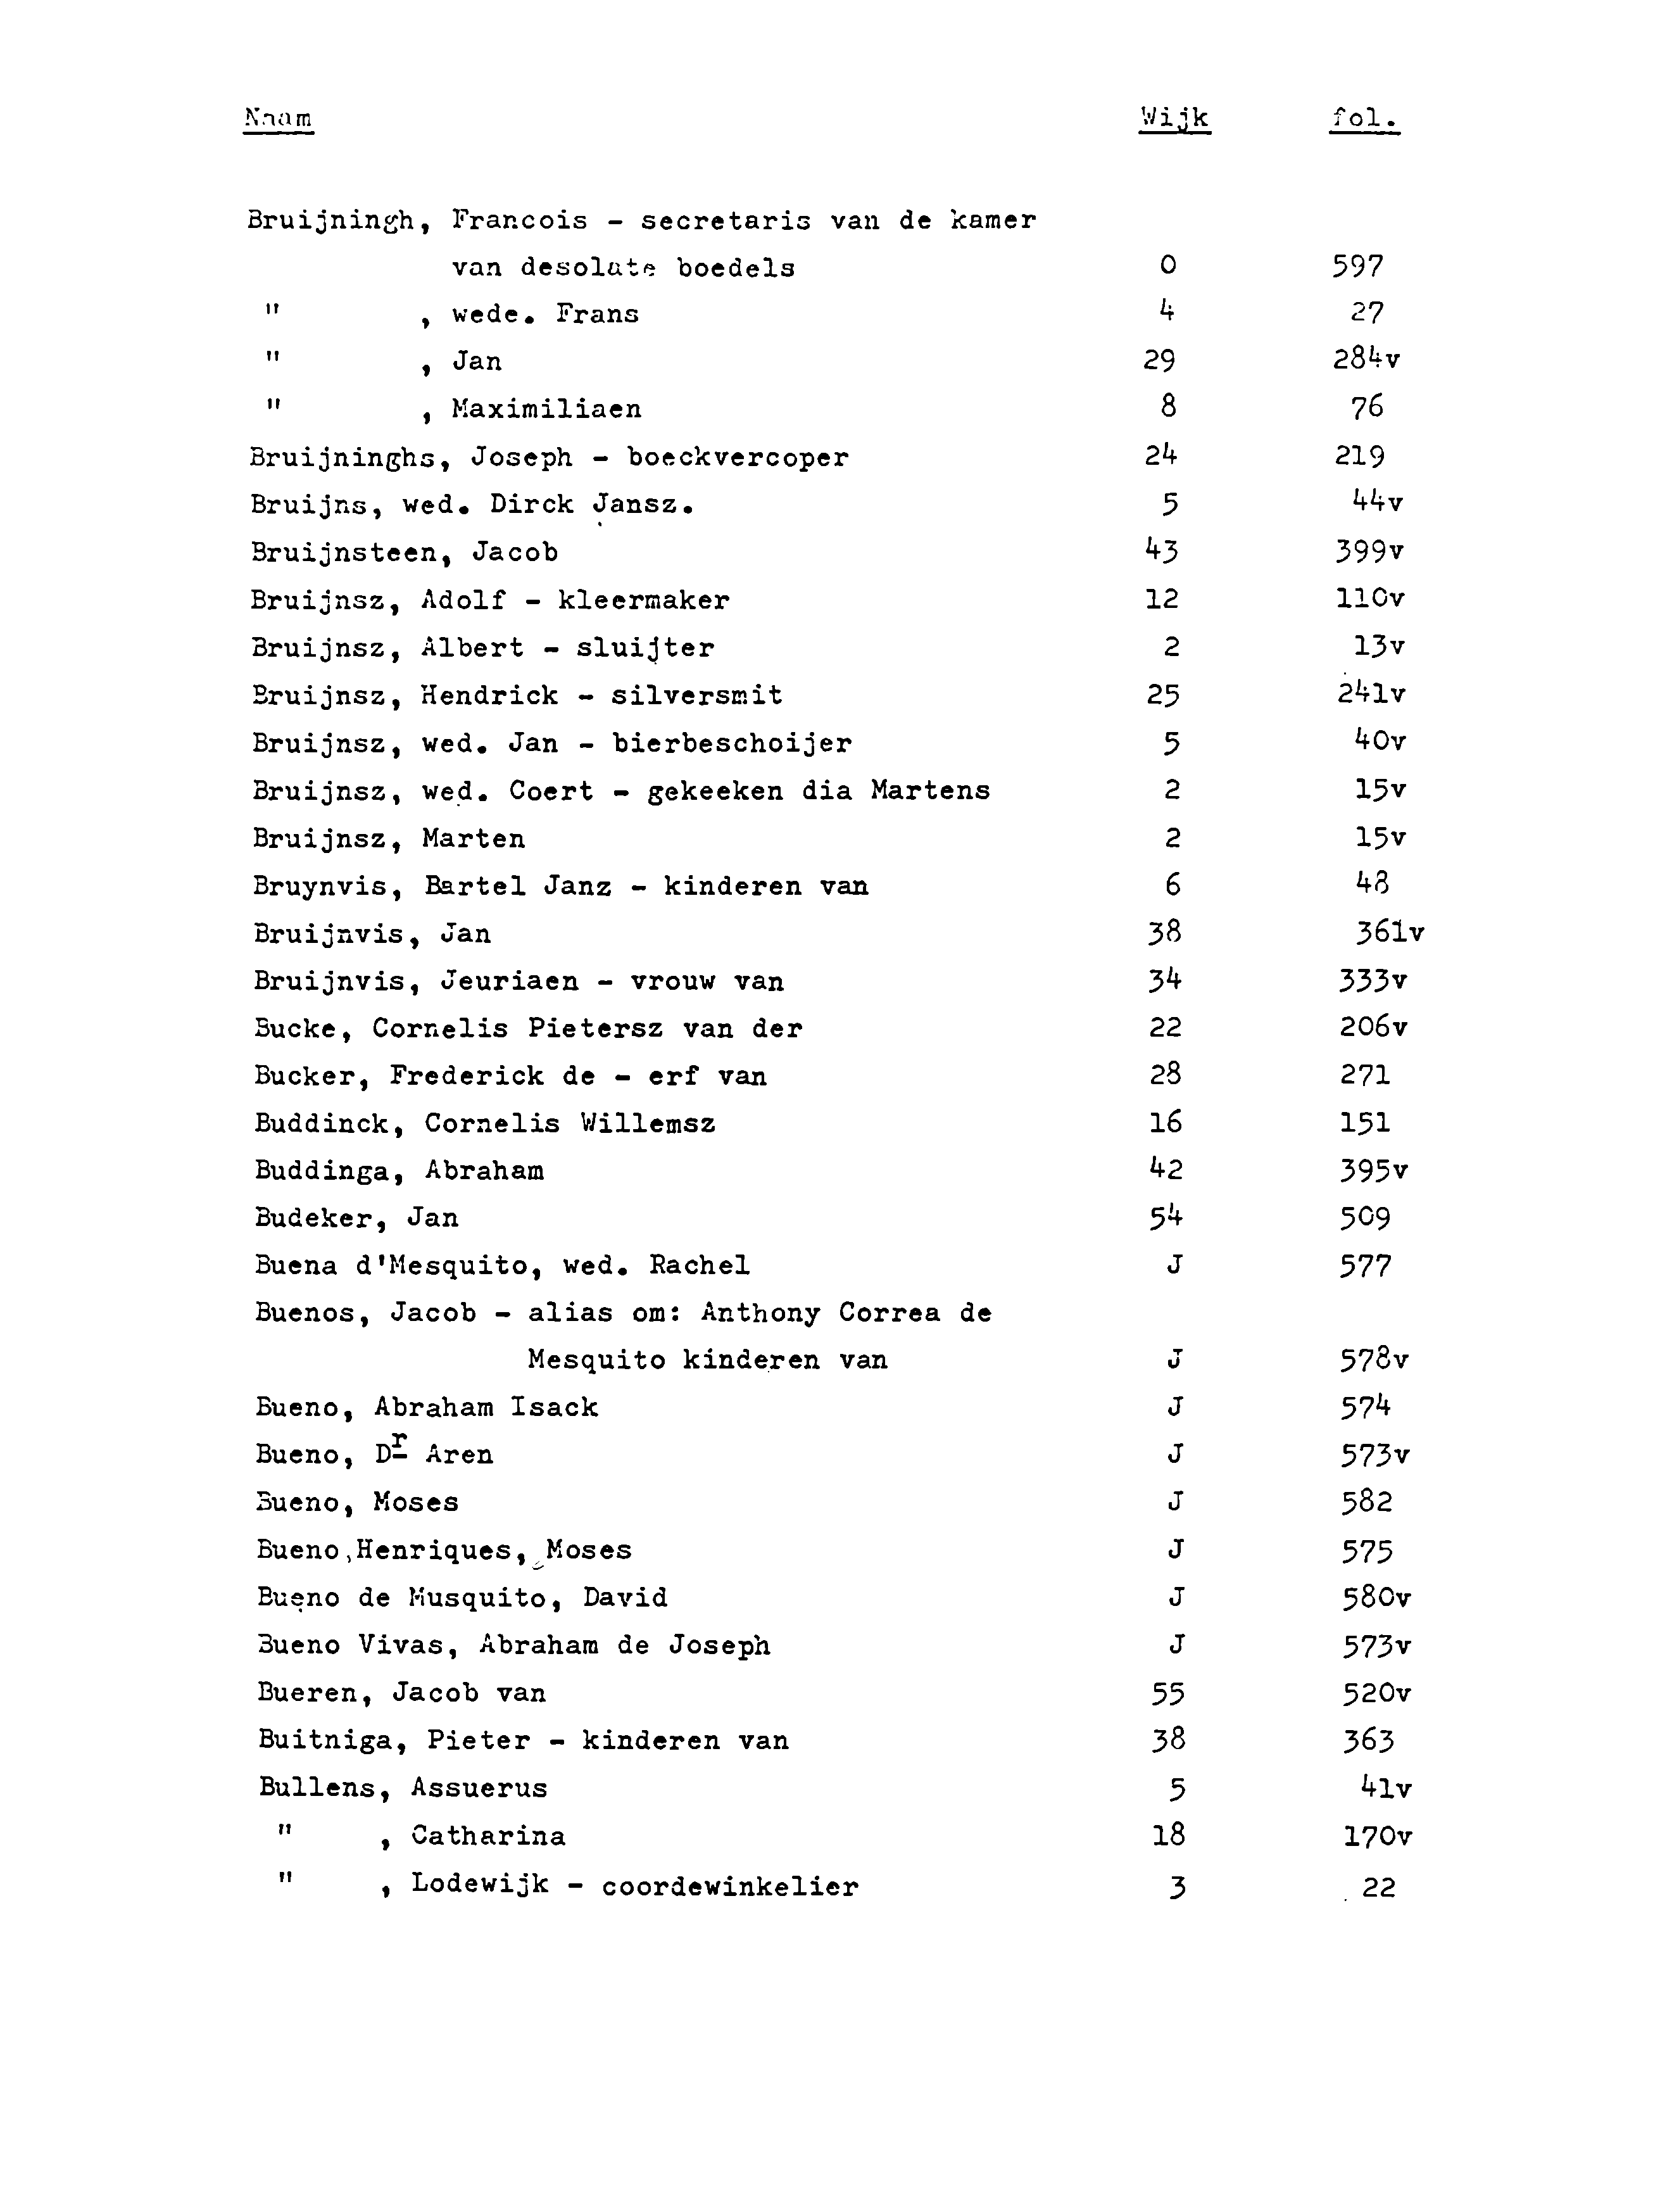 Naam Wijk fol.
Bruijningh, Francois - secretaris van de kamer
van desolate boedels O 597
" , wede. Frans 4 27
" , Jan 29 284v
" , Maximiliaen 8 76
Bruijninghs, Joseph - boeckvercoper 24 219
Bruijns, wed. Dirck Jansz. 5 44v
Bruijnsteen, Jacob 43 399v
Bruijnsz, Adolf - kleermaker 12 110v
Bruijnsz, Albert - sluijter 2 13v
Bruijnsz, Hendrick - silversmit 25 241v
Bruijnsz, wed. Jan - bierbeschoijer 5 40v
Bruijnsz, wed. Coert - gekeeken dia Martens 2 15v
Bruijnsz, Marten 2 15v
Bruynvis, Bartel Janz - kinderen van 6 48
Bruijnvis, Jan 38 361v
Bruijnvis, Jeuriaen - vrouw van 34 333v
Bucke, Cornelis Pietersz van der 22 206v
Bucker, Frederick de - erf van 28 271
Buddinck, Cornelis Willemsz 16 151
Buddinga, Abraham 42 395v
Budeker, Jan 54 509
Buena d'Mesquito, wed. Rachel J 577
Buenos, Jacob - alias om: Anthony Correa de
Mesquito kinderen van J 578v
Bueno, Abraham Isack J 574
Bueno, Dr Aren J 573v
Bueno, Moses J 582
Bueno,Henriques, Moses J 575
Bueno de Musquito, David J 580v
Bueno Vivas, Abraham de Joseph J 573v
Bueren, Jacob van 55 520v
Buitniga, Pieter - kinderen van 38 363
Bullens, Assuerus 5 41v
" , Catharina 18 170v
" , Lodewijk - coordewinkelier 3 22